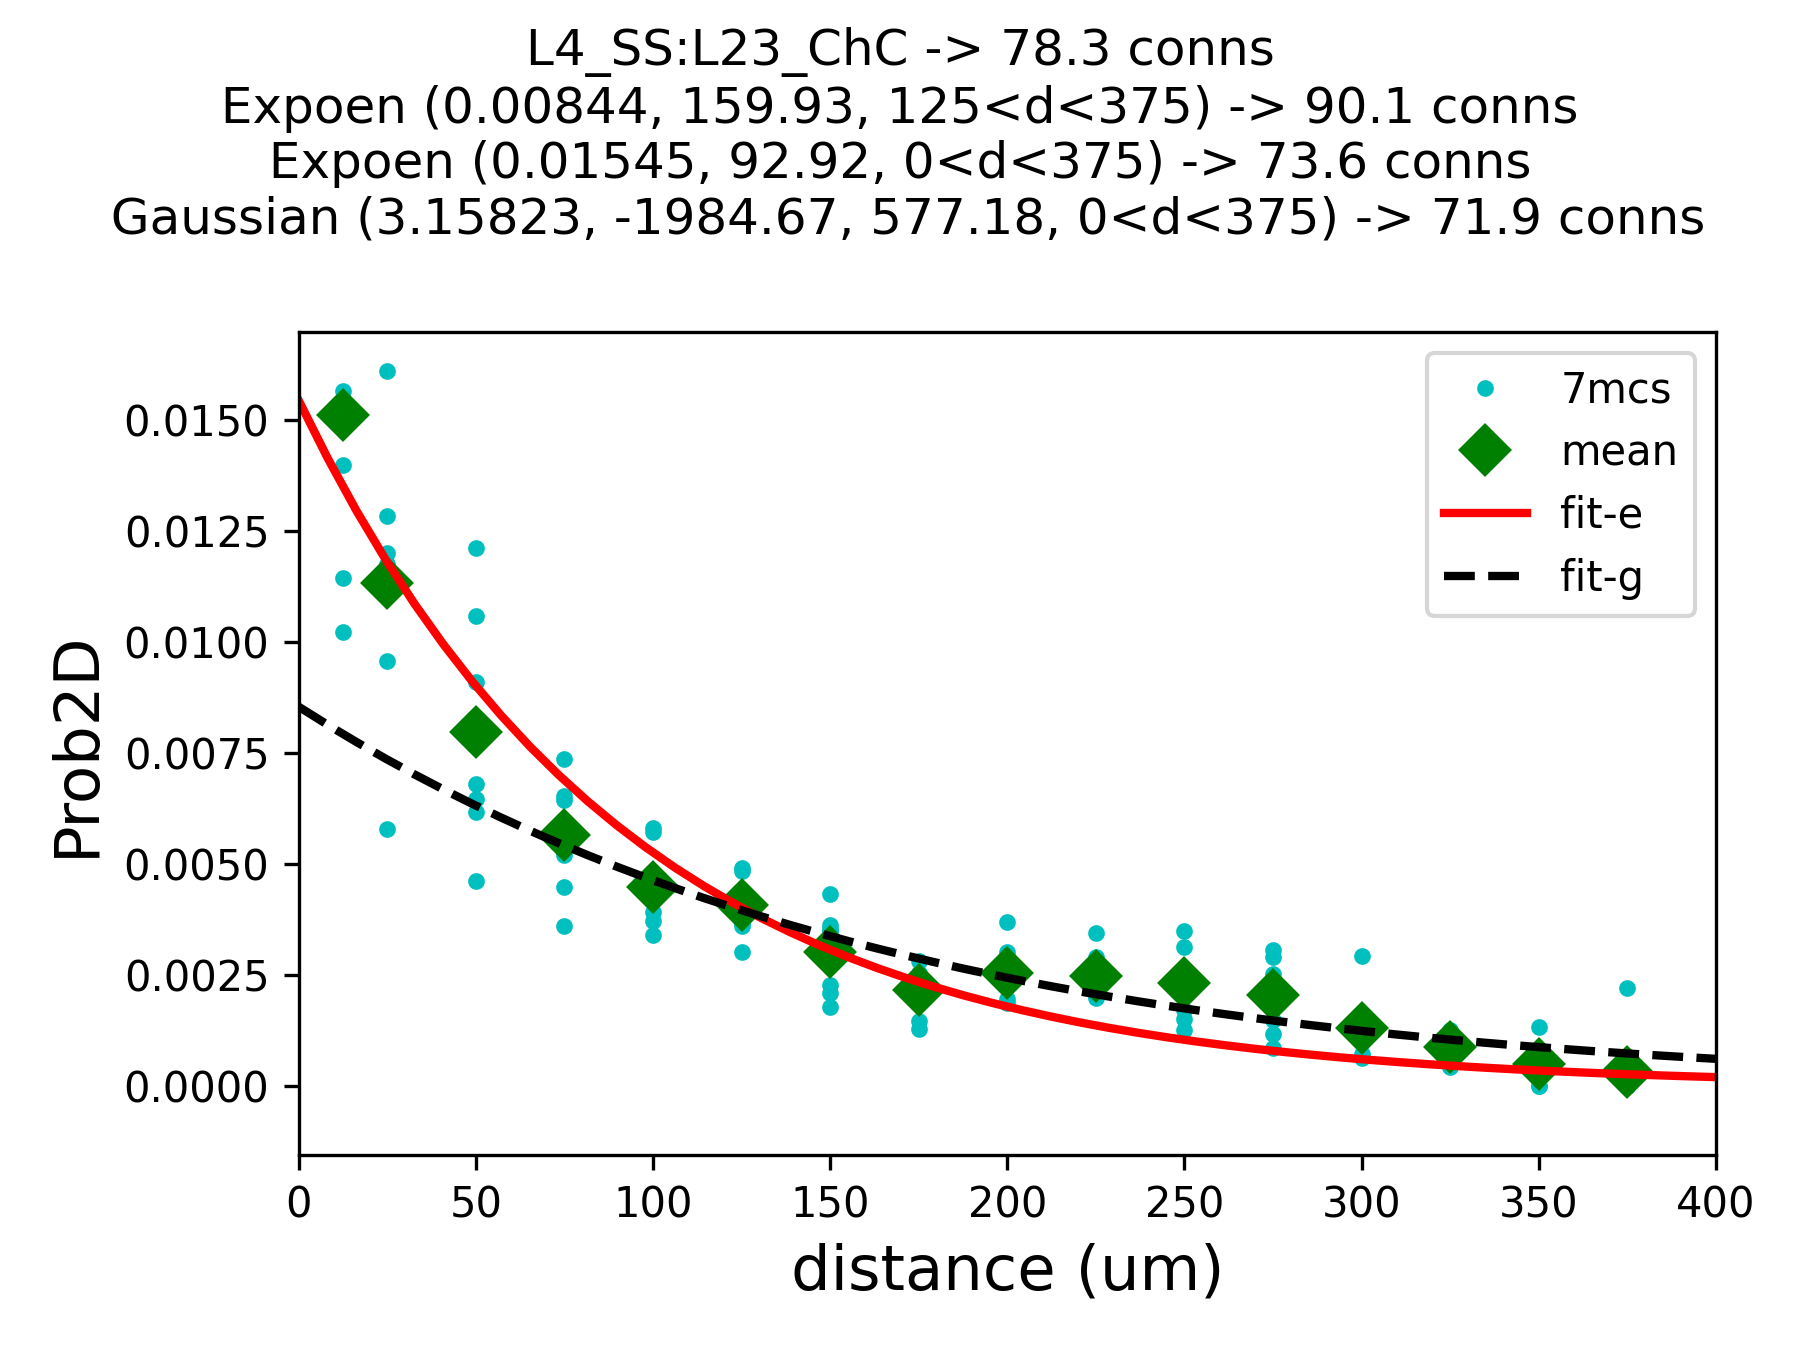 L4_SS:L23_ChC -> 78.3 conns
Expoen (0.00844, 159.93, 125<d<375) -> 90.1 conns
Expoen (0.01545, 92.92, 0<d<375) -> 73.6 conns
Gaussian (3.15823, -1984.67, 577.18, 0<d<375) -> 71.9 conns
7mcs
mean
fit-e
fit-g
Prob2D
0.0150
0.0125
0.0100
0.0075
0.0050
0.0025
0.0000
0 50 100 150 200 250 300 350 400
distance (um)